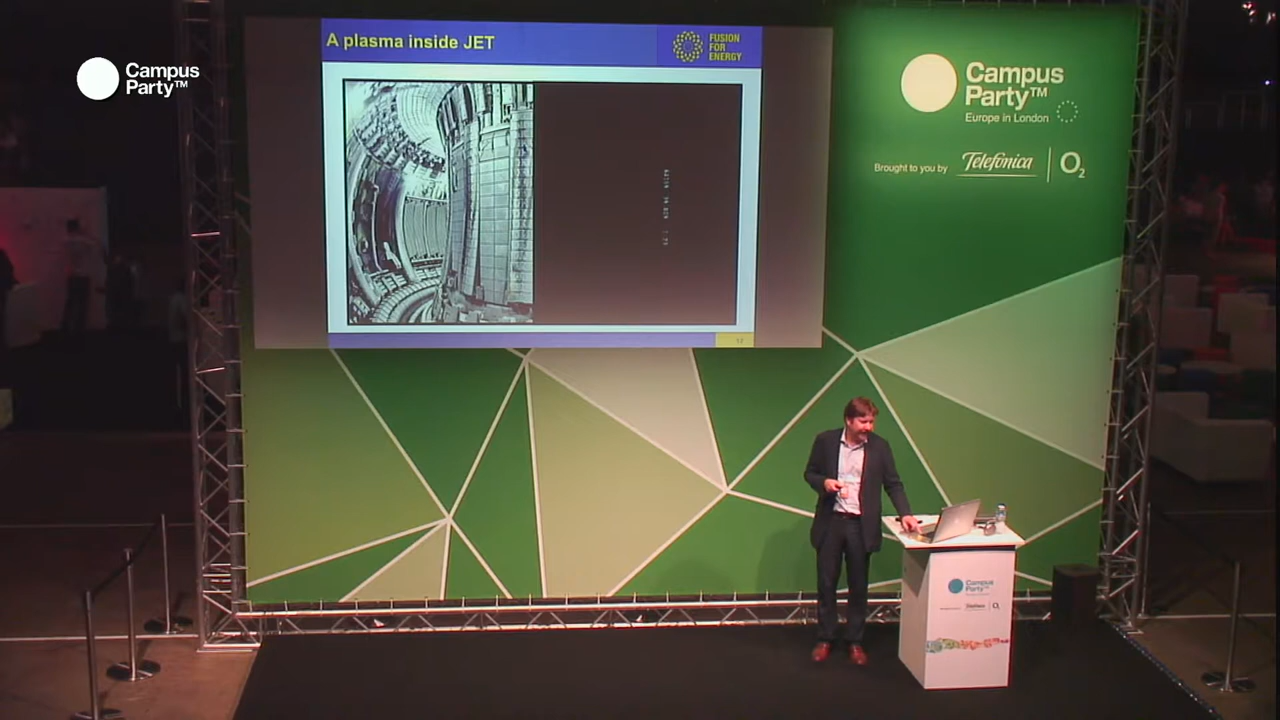 Campus
Party™
A plasma inside JET
FUSION
FOR
ENERGY
Campus
Party™
Europe in London
Brought to you by
Telefónica
O2
Campus
Party